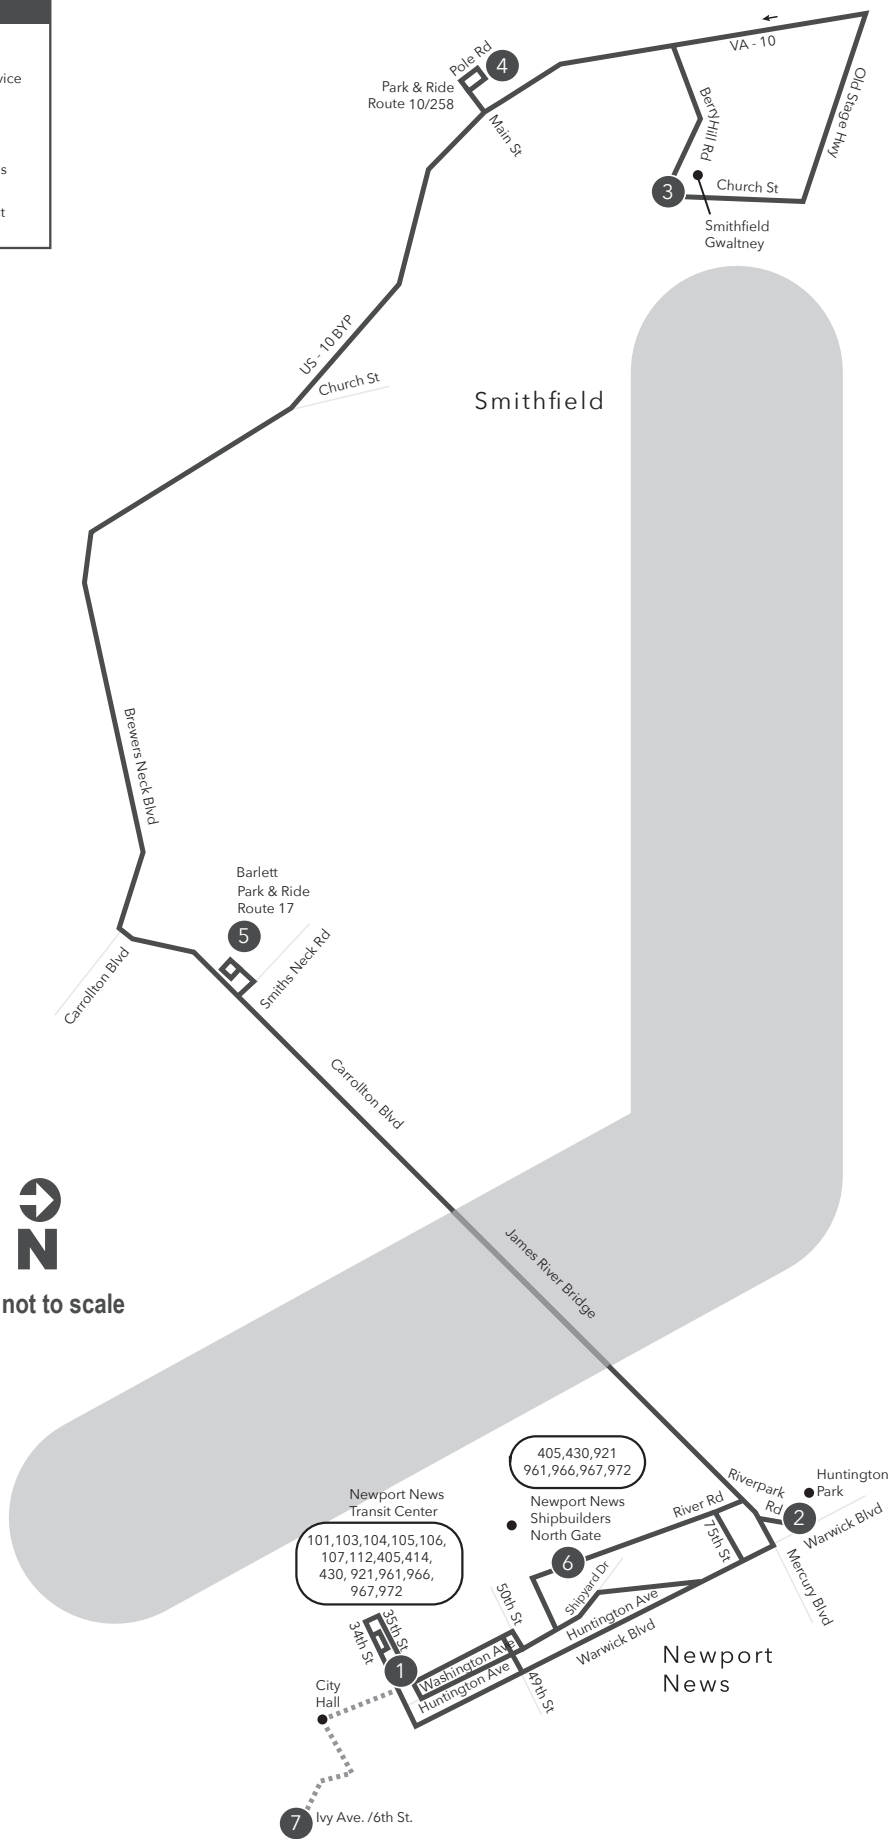 Pole Rd
4
VA - 10
vice
Park & Ride
Route 10/258
Main St
Berry Hill Rd
Old Stage Hwy
s
3
Church St
t
Smithfield
Gwaltney
US - 10 BYP
Church St
Smithfield
Brewers Neck Blvd
Barlett
Park & Ride
Route 17
5
Smiths Neck Rd
Carrollton Blvd
Carrollton Blvd
N
not to scale
James River Bridge
405,430,921
961,966,967,972
Newport News
Transit Center
Newport News
Shipbuilders
North Gate
River Rd
Riverpark
Rd
Huntington
Park
2
Warwick Blvd
101,103,104,105,106,
107,112,405,414,
430, 921,961,966,
967,972
6
75th St
Mercury Blvd
Shipyard Dr
50th St
Huntington Ave
Warwick Blvd
35th St
34th St
1
Washington Ave
Huntington Ave
49th St
Newport
News
City
Hall
7
Ivy Ave. /6th St.